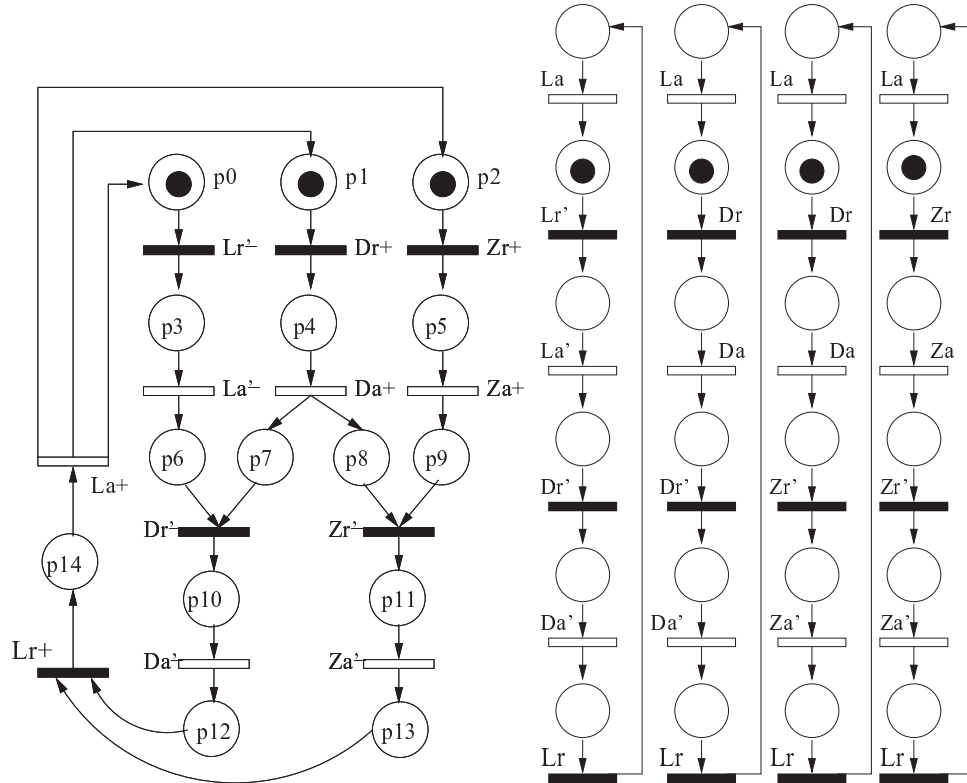 La La La La
p0 p1 p2
Lr' Dr Dr Zr
Lr'- Dr+ Zr+
p3 p4 p5
La' Da Da Za
La'- Da+ Za+
p6 p7 p8 p9
La+
Dr' Dr' Zr' Zr'
Dr'- Zr'-
p14
p10 p11
Da' Da' Za' Za'
Lr+
Da'- Za'-
p12 p13
Lr Lr Lr Lr